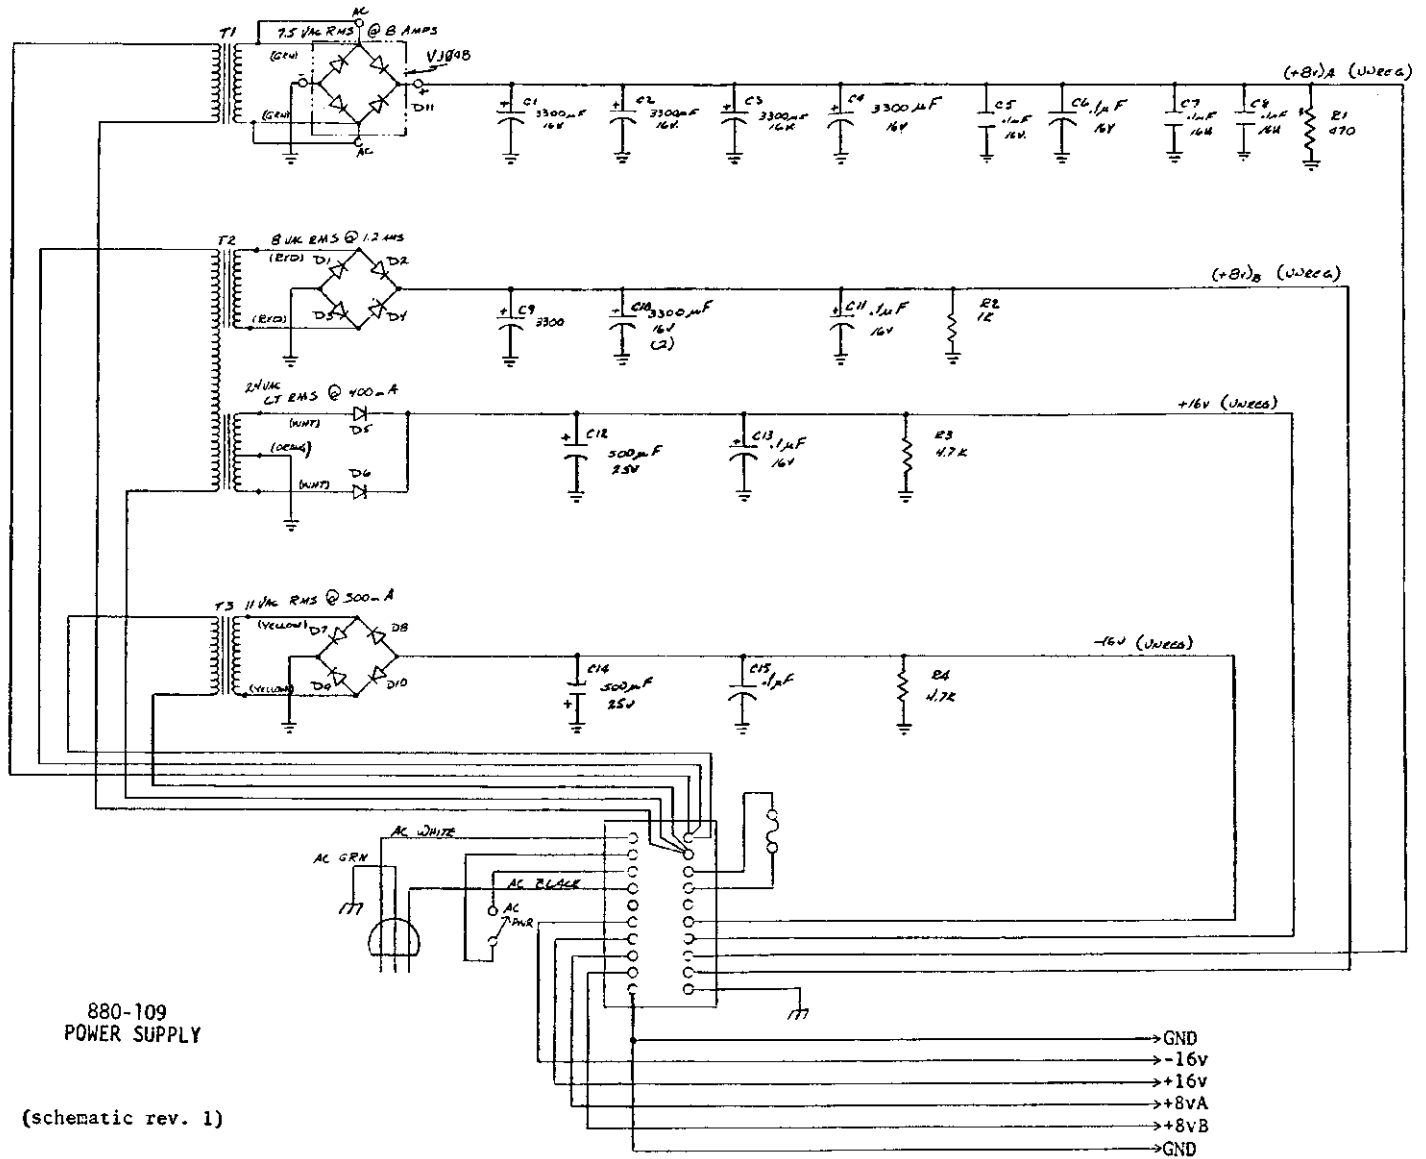 AC
T1
7.5 VAC RMS @ 8 AMPS
(GRN)
VJ048
-
+
D11
(GRN)
AC
(+8v)A (UNREG)
+ C1
3300µF
16V
+ C2
3300µF
16V.
+ C3
3300µF
16V
+ C4
3300µF
16V
C5
.1µF
16V.
C6
.1µF
16V
C7
.1µF
16V
C8
.1µF
16V
R1
470
T2
8 VAC RMS @ 1.2 AMPS
(RED)
D1
D2
D3
D4
(RED)
(+8v)B (UNREG)
+ C9
3300
+ C10
3300µF
16V
(2)
+ C11
.1µF
16V
R2
1K
24 VAC
CT RMS @ 400mA
(WHT)
D5
D6
(WHT)
+16V (UNREG)
+ C12
500µF
25V
+ C13
.1µF
16V
R3
4.7K
T3
11 VAC RMS @ 300mA
(YELLOW)
D7
D8
D9
D10
(YELLOW)
-16V (UNREG)
C14
500µF
25V
+
C15
.1µF
R4
4.7K
AC WHITE
AC GRN
AC BLACK
AC
PWR
880-109
POWER SUPPLY
(schematic rev. 1)
GND
-16v
+16v
+8vA
+8vB
GND